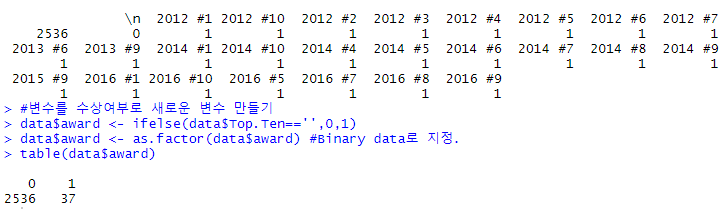 \n 2012 #1 2012 #10 2012 #2 2012 #3 2012 #4 2012 #5 2012 #6 2012 #7
2536 0 1 1 1 1 1 1 1 1
2013 #6 2013 #9 2014 #1 2014 #10 2014 #4 2014 #5 2014 #6 2014 #7 2014 #8 2014 #9
1 1 1 1 1 1 1 1 1 1
2015 #9 2016 #1 2016 #10 2016 #5 2016 #7 2016 #8 2016 #9
1 1 1 1 1 1 1
> #변수를 수상여부로 새로운 변수 만들기
> data$award <- ifelse(data$Top.Ten=='',0,1)
> data$award <- as.factor(data$award) #Binary data로 지정.
> table(data$award)
0 1
2536 37